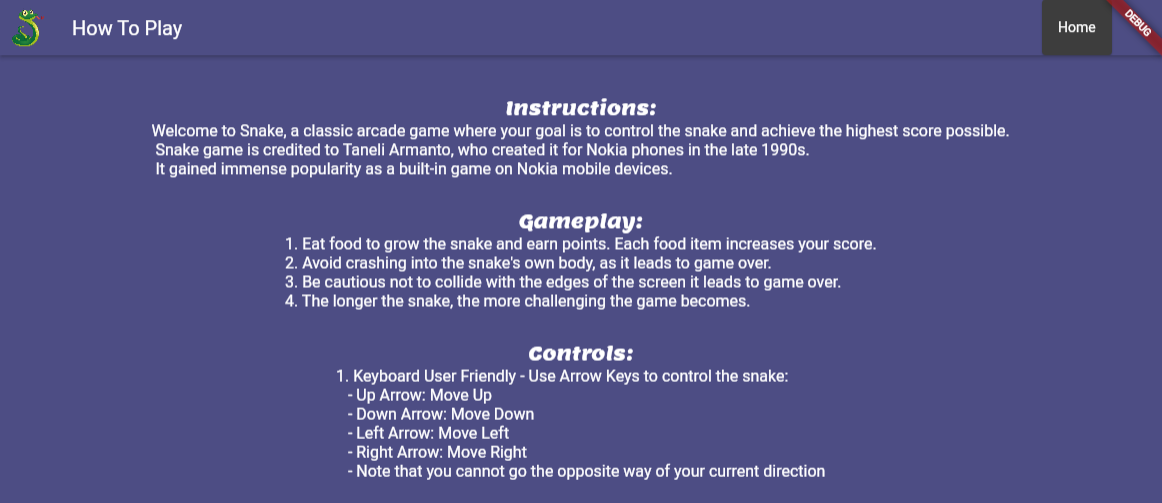 How To Play
Home
DEBUG
Instructions:
Welcome to Snake, a classic arcade game where your goal is to control the snake and achieve the highest score possible.
Snake game is credited to Taneli Armanto, who created it for Nokia phones in the late 1990s.
It gained immense popularity as a built-in game on Nokia mobile devices.
Gameplay:
1. Eat food to grow the snake and earn points. Each food item increases your score.
2. Avoid crashing into the snake's own body, as it leads to game over.
3. Be cautious not to collide with the edges of the screen it leads to game over.
4. The longer the snake, the more challenging the game becomes.
Controls:
1. Keyboard User Friendly - Use Arrow Keys to control the snake:
- Up Arrow: Move Up
- Down Arrow: Move Down
- Left Arrow: Move Left
- Right Arrow: Move Right
- Note that you cannot go the opposite way of your current direction